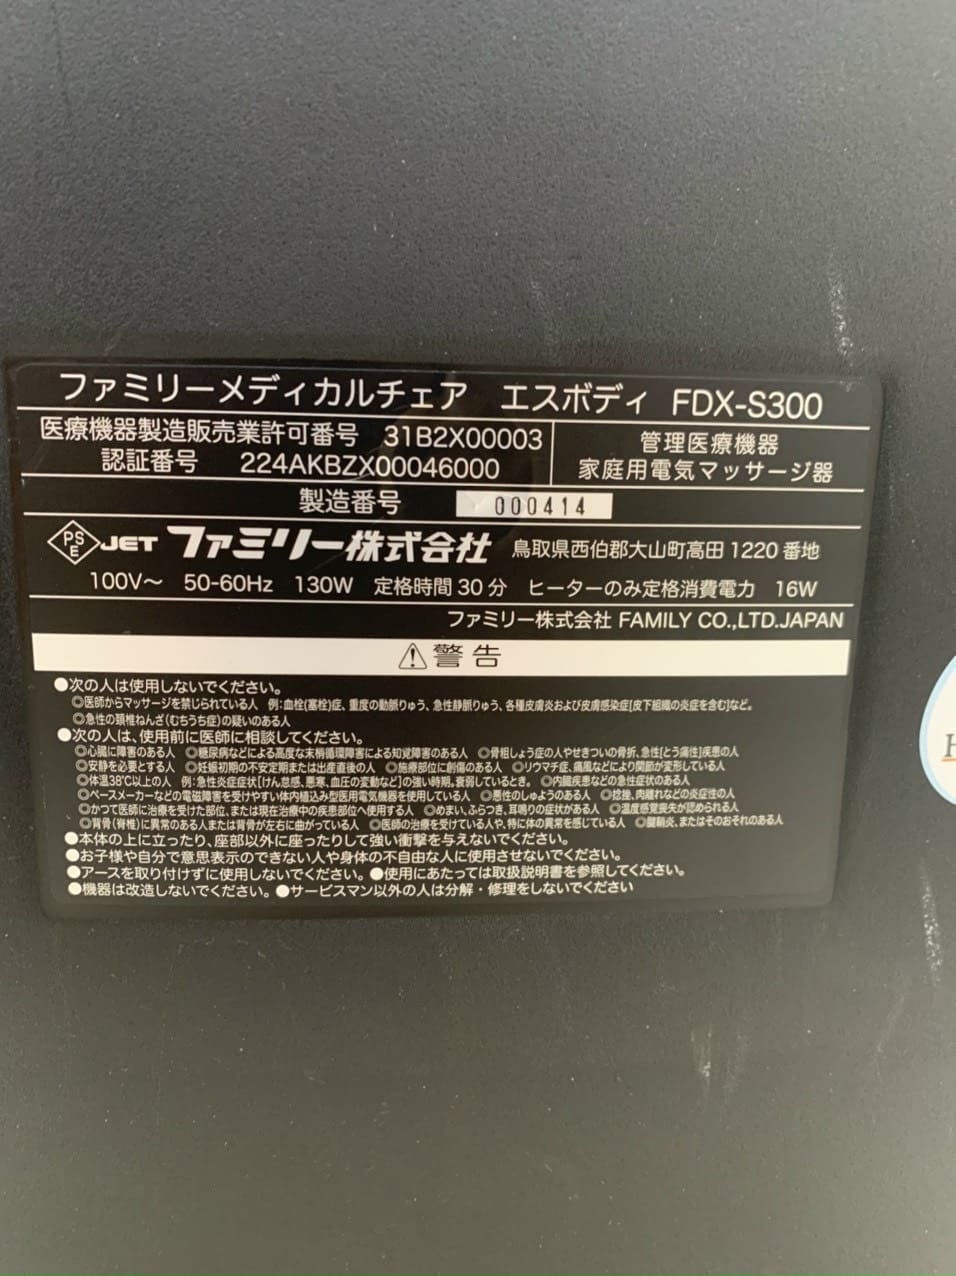 ファミリーメディカルチェア エスボディ FDX-S300
医療機器製造販売業許可番号 31B2X00003
認証番号 224AKBZX00046000
管理医療機器
家庭用電気マッサージ器
製造番号 000414
PS E JET ファミリー株式会社 鳥取県西伯郡大山町高田1220番地
100V～ 50-60Hz 130W 定格時間30分 ヒーターのみ定格消費電力 16W
ファミリー株式会社 FAMILY CO.,LTD.JAPAN
⚠警告
●次の人は使用しないでください。
◎医師からマッサージを禁じられている人 例:血栓(塞栓)症、重度の動脈りゅう、急性静脈りゅう、各種皮膚炎および皮膚感染症[皮下組織の炎症を含む]など。
◎急性の頚椎ねんざ(むちうち症)の疑いのある人
●次の人は、使用前に医師に相談してください。
◎心臓に障害のある人 ◎糖尿病などによる高度な末梢循環障害による知覚障害のある人 ◎骨粗しょう症の人やせきついの骨折、急性[とう痛性]疾患の人
◎安静を必要とする人 ◎妊娠初期の不安定期または出産直後の人 ◎施療部位に創傷のある人 ◎リウマチ症、痛風などにより関節が変形している人
◎体温38℃以上の人 例:急性炎症症状[けん怠感、悪寒、血圧の変動など]の強い時期。衰弱しているとき。 ◎内臓疾患などの急性症状のある人
◎ペースメーカーなどの電磁障害を受けやすい体内植込み型医用電気機器を使用している人 ◎悪性のしゅようのある人 ◎捻挫、肉離れなどの炎症性の人
◎かつて医師に治療を受けた部位、または現在治療中の疾患部位へ使用する人 ◎めまい、ふらつき、耳鳴りの症状がある人 ◎温度感覚喪失が認められる人
◎背骨(脊椎)に異常のある人または背骨が左右に曲がっている人 ◎医師の治療を受けている人や、特に体の異常を感じている人 ◎腱鞘炎、またはそのおそれのある人
●本体の上に立ったり、座部以外に座ったりして強い衝撃を与えないでください。
●お子様や自分で意思表示のできない人や身体の不自由な人に使用させないでください。
●アースを取り付けずに使用しないでください。●使用にあたっては取扱説明書を参照してください。
●機器は改造しないでください。●サービスマン以外の人は分解・修理をしないでください
H